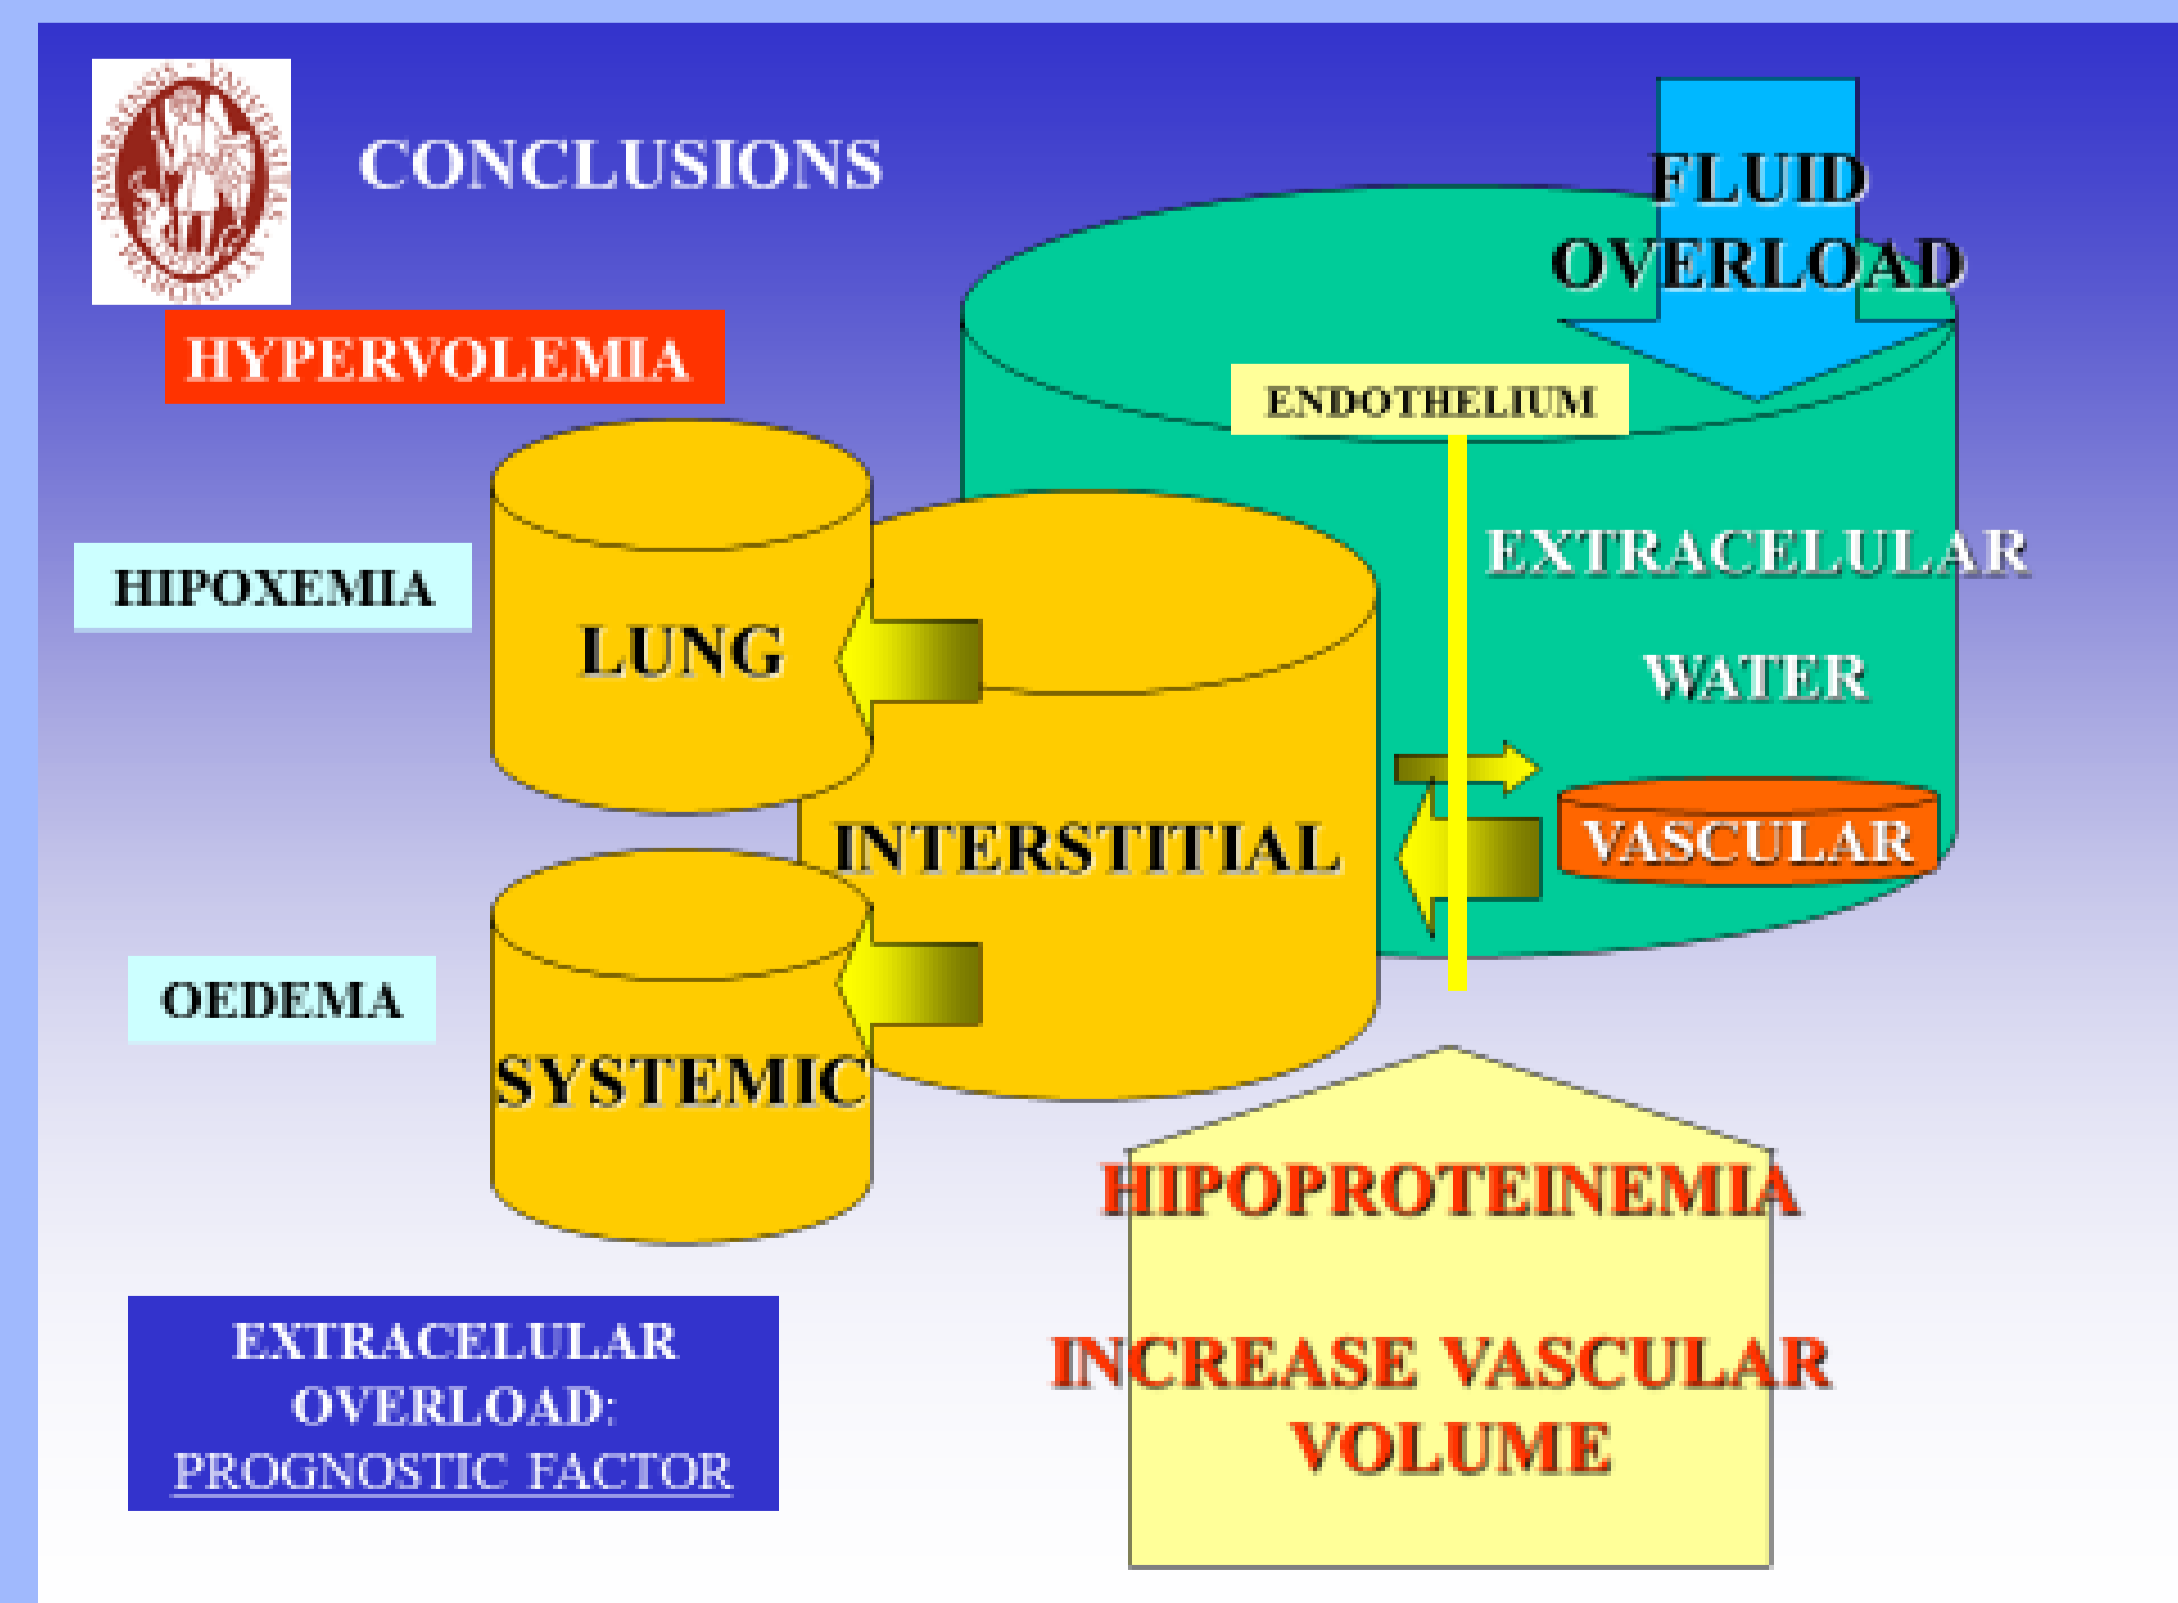 CONCLUSIONS
FLUID
OVERLOAD
HYPERVOLEMIA
ENDOTHELIUM
HIPOXEMIA
LUNG
EXTRACELULAR
WATER
INTERSTITIAL
VASCULAR
OEDEMA
SYSTEMIC
HIPOPROTEINEMIA
INCREASE VASCULAR
VOLUME
EXTRACELULAR
OVERLOAD:
PROGNOSTIC FACTOR